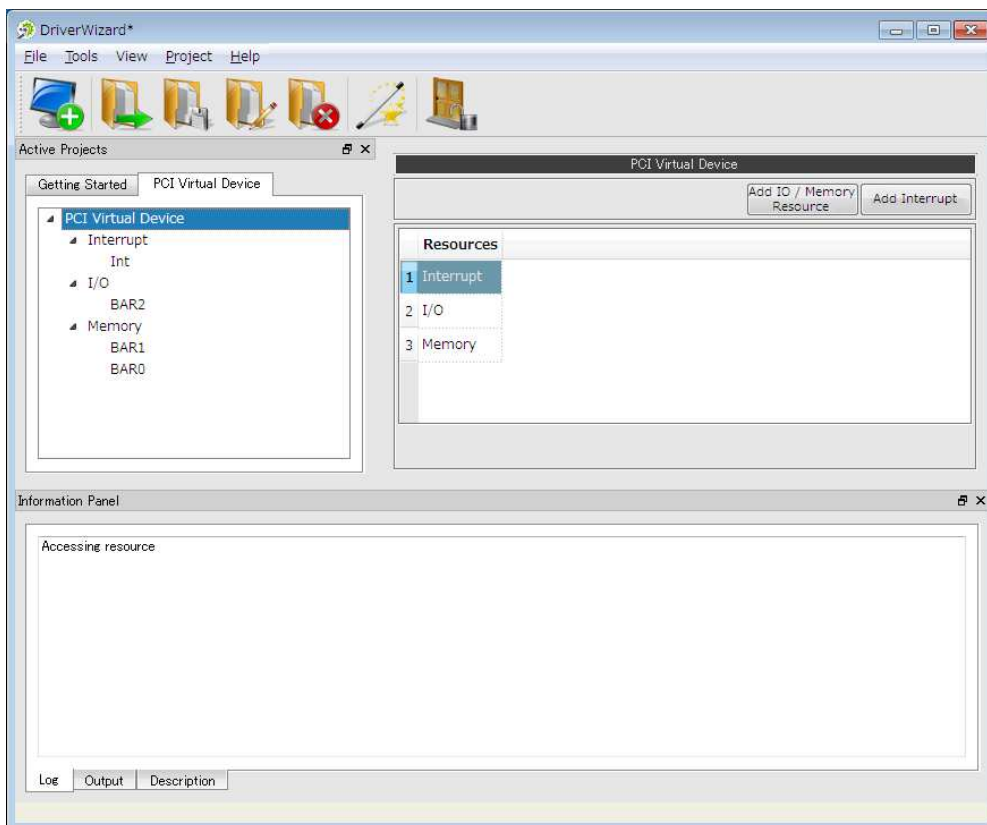 DriverWizard*
File Tools View Project Help
Active Projects
Getting Started PCI Virtual Device
PCI Virtual Device
Interrupt
Int
I/O
BAR2
Memory
BAR1
BAR0
PCI Virtual Device
Add IO / Memory
Resource
Add Interrupt
Resources
1 Interrupt
2 I/O
3 Memory
Information Panel
Accessing resource
Log Output Description